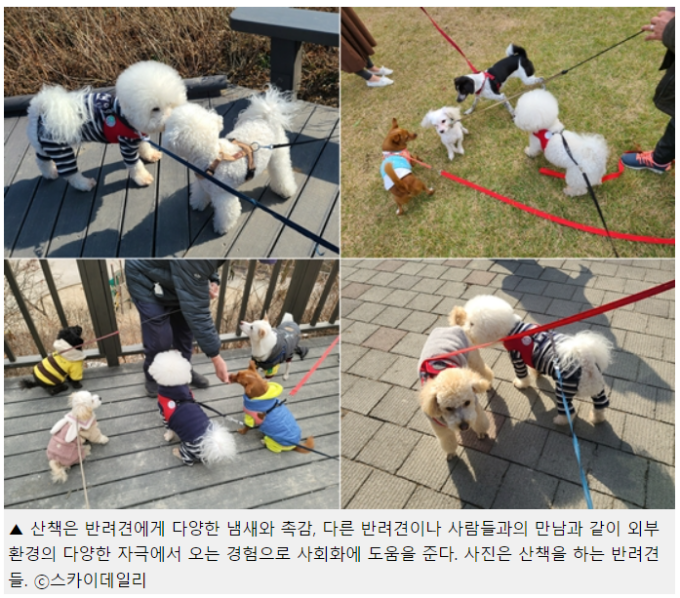 ▲ 산책은 반려견에게 다양한 냄새와 촉감, 다른 반려견이나 사람들과의 만남과 같이 외부
환경의 다양한 자극에서 오는 경험으로 사회화에 도움을 준다. 사진은 산책을 하는 반려견
들. ⓒ스카이데일리